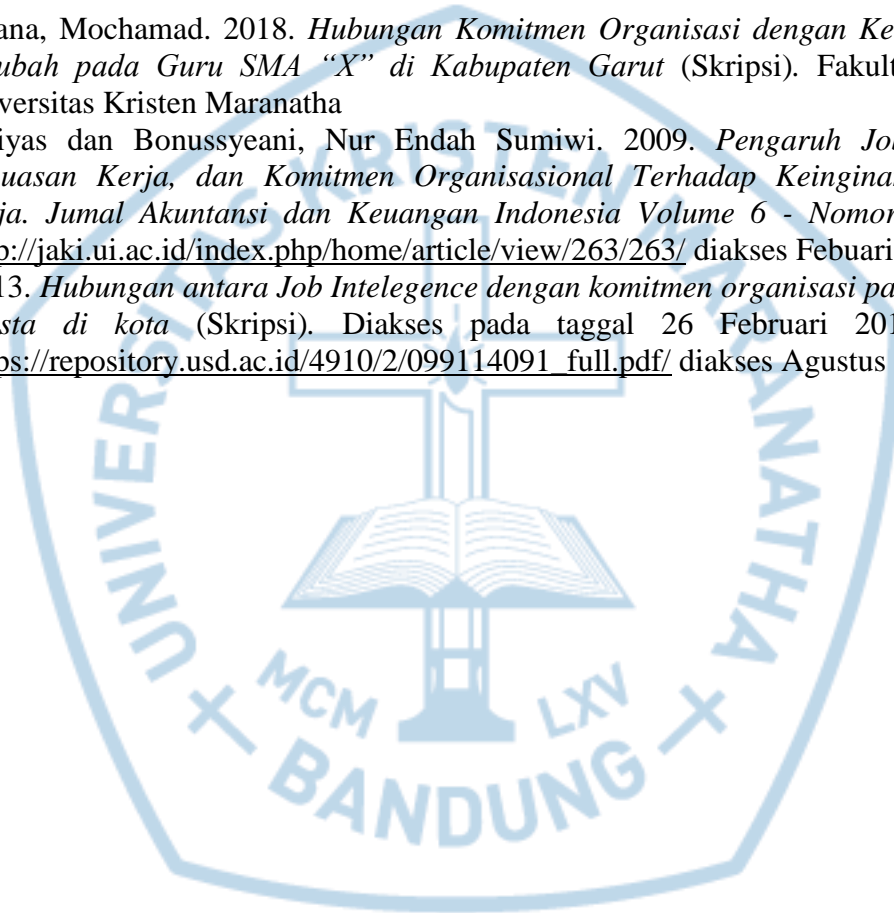 ana, Mochamad. 2018. Hubungan Komitmen Organisasi dengan Ke
ubah pada Guru SMA “X” di Kabupaten Garut (Skripsi). Fakult
versitas Kristen Maranatha
iyas dan Bonussyeani, Nur Endah Sumiwi. 2009. Pengaruh Jo
uasan Kerja, dan Komitmen Organisasional Terhadap Keingina
ja. Jumal Akuntansi dan Keuangan Indonesia Volume 6 - Nomor
p://jaki.ui.ac.id/index.php/home/article/view/263/263/ diakses Febuari
13. Hubungan antara Job Intelegence dengan komitmen organisasi pa
sta di kota (Skripsi). Diakses pada taggal 26 Februari 201
ps://repository.usd.ac.id/4910/2/099114091_full.pdf/ diakses Agustus
UNIVERSITAS KRISTEN MARANATHA
MCM LXV
BANDUNG